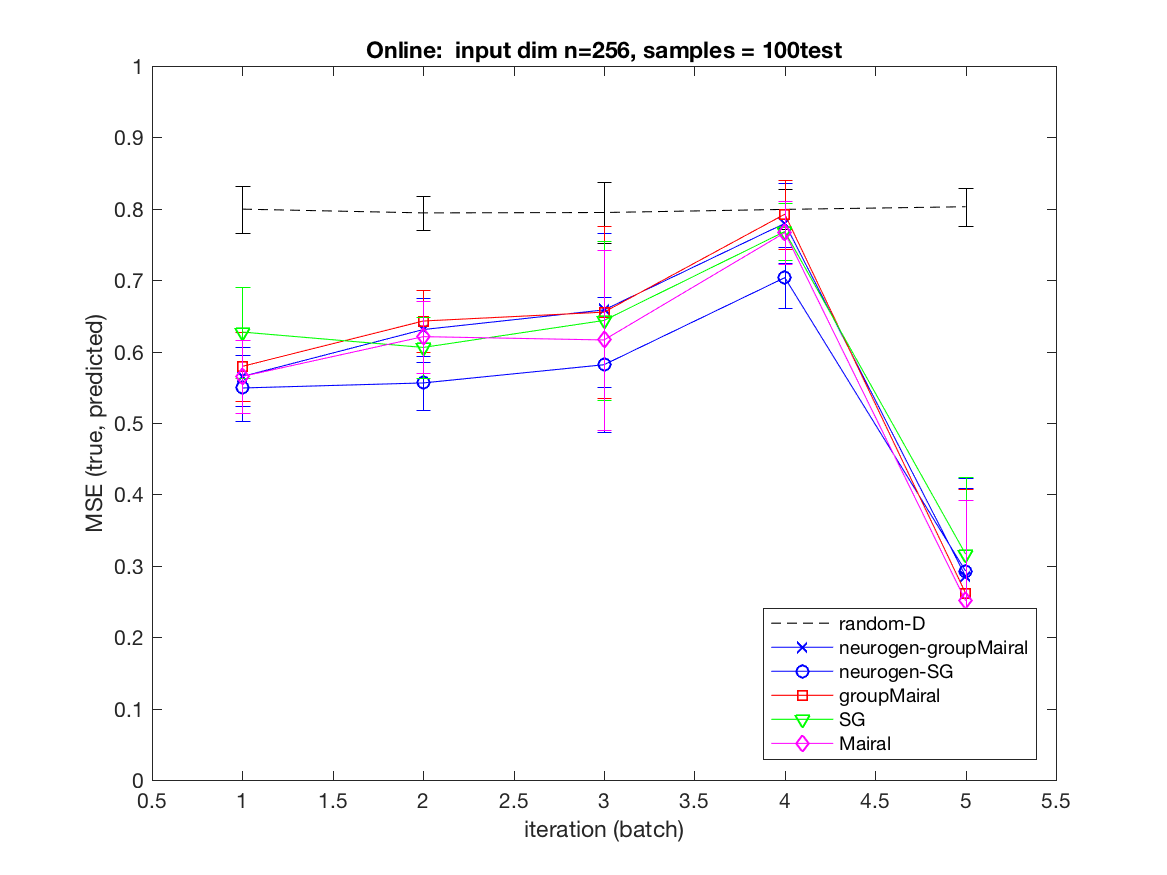 Online:  input dim n=256, samples = 100test
1
0.9
0.8
0.7
0.6
0.5
0.4
0.3
0.2
0.1
0
MSE (true, predicted)
random-D
neurogen-groupMairal
neurogen-SG
groupMairal
SG
Mairal
0.5 1 1.5 2 2.5 3 3.5 4 4.5 5 5.5
iteration (batch)